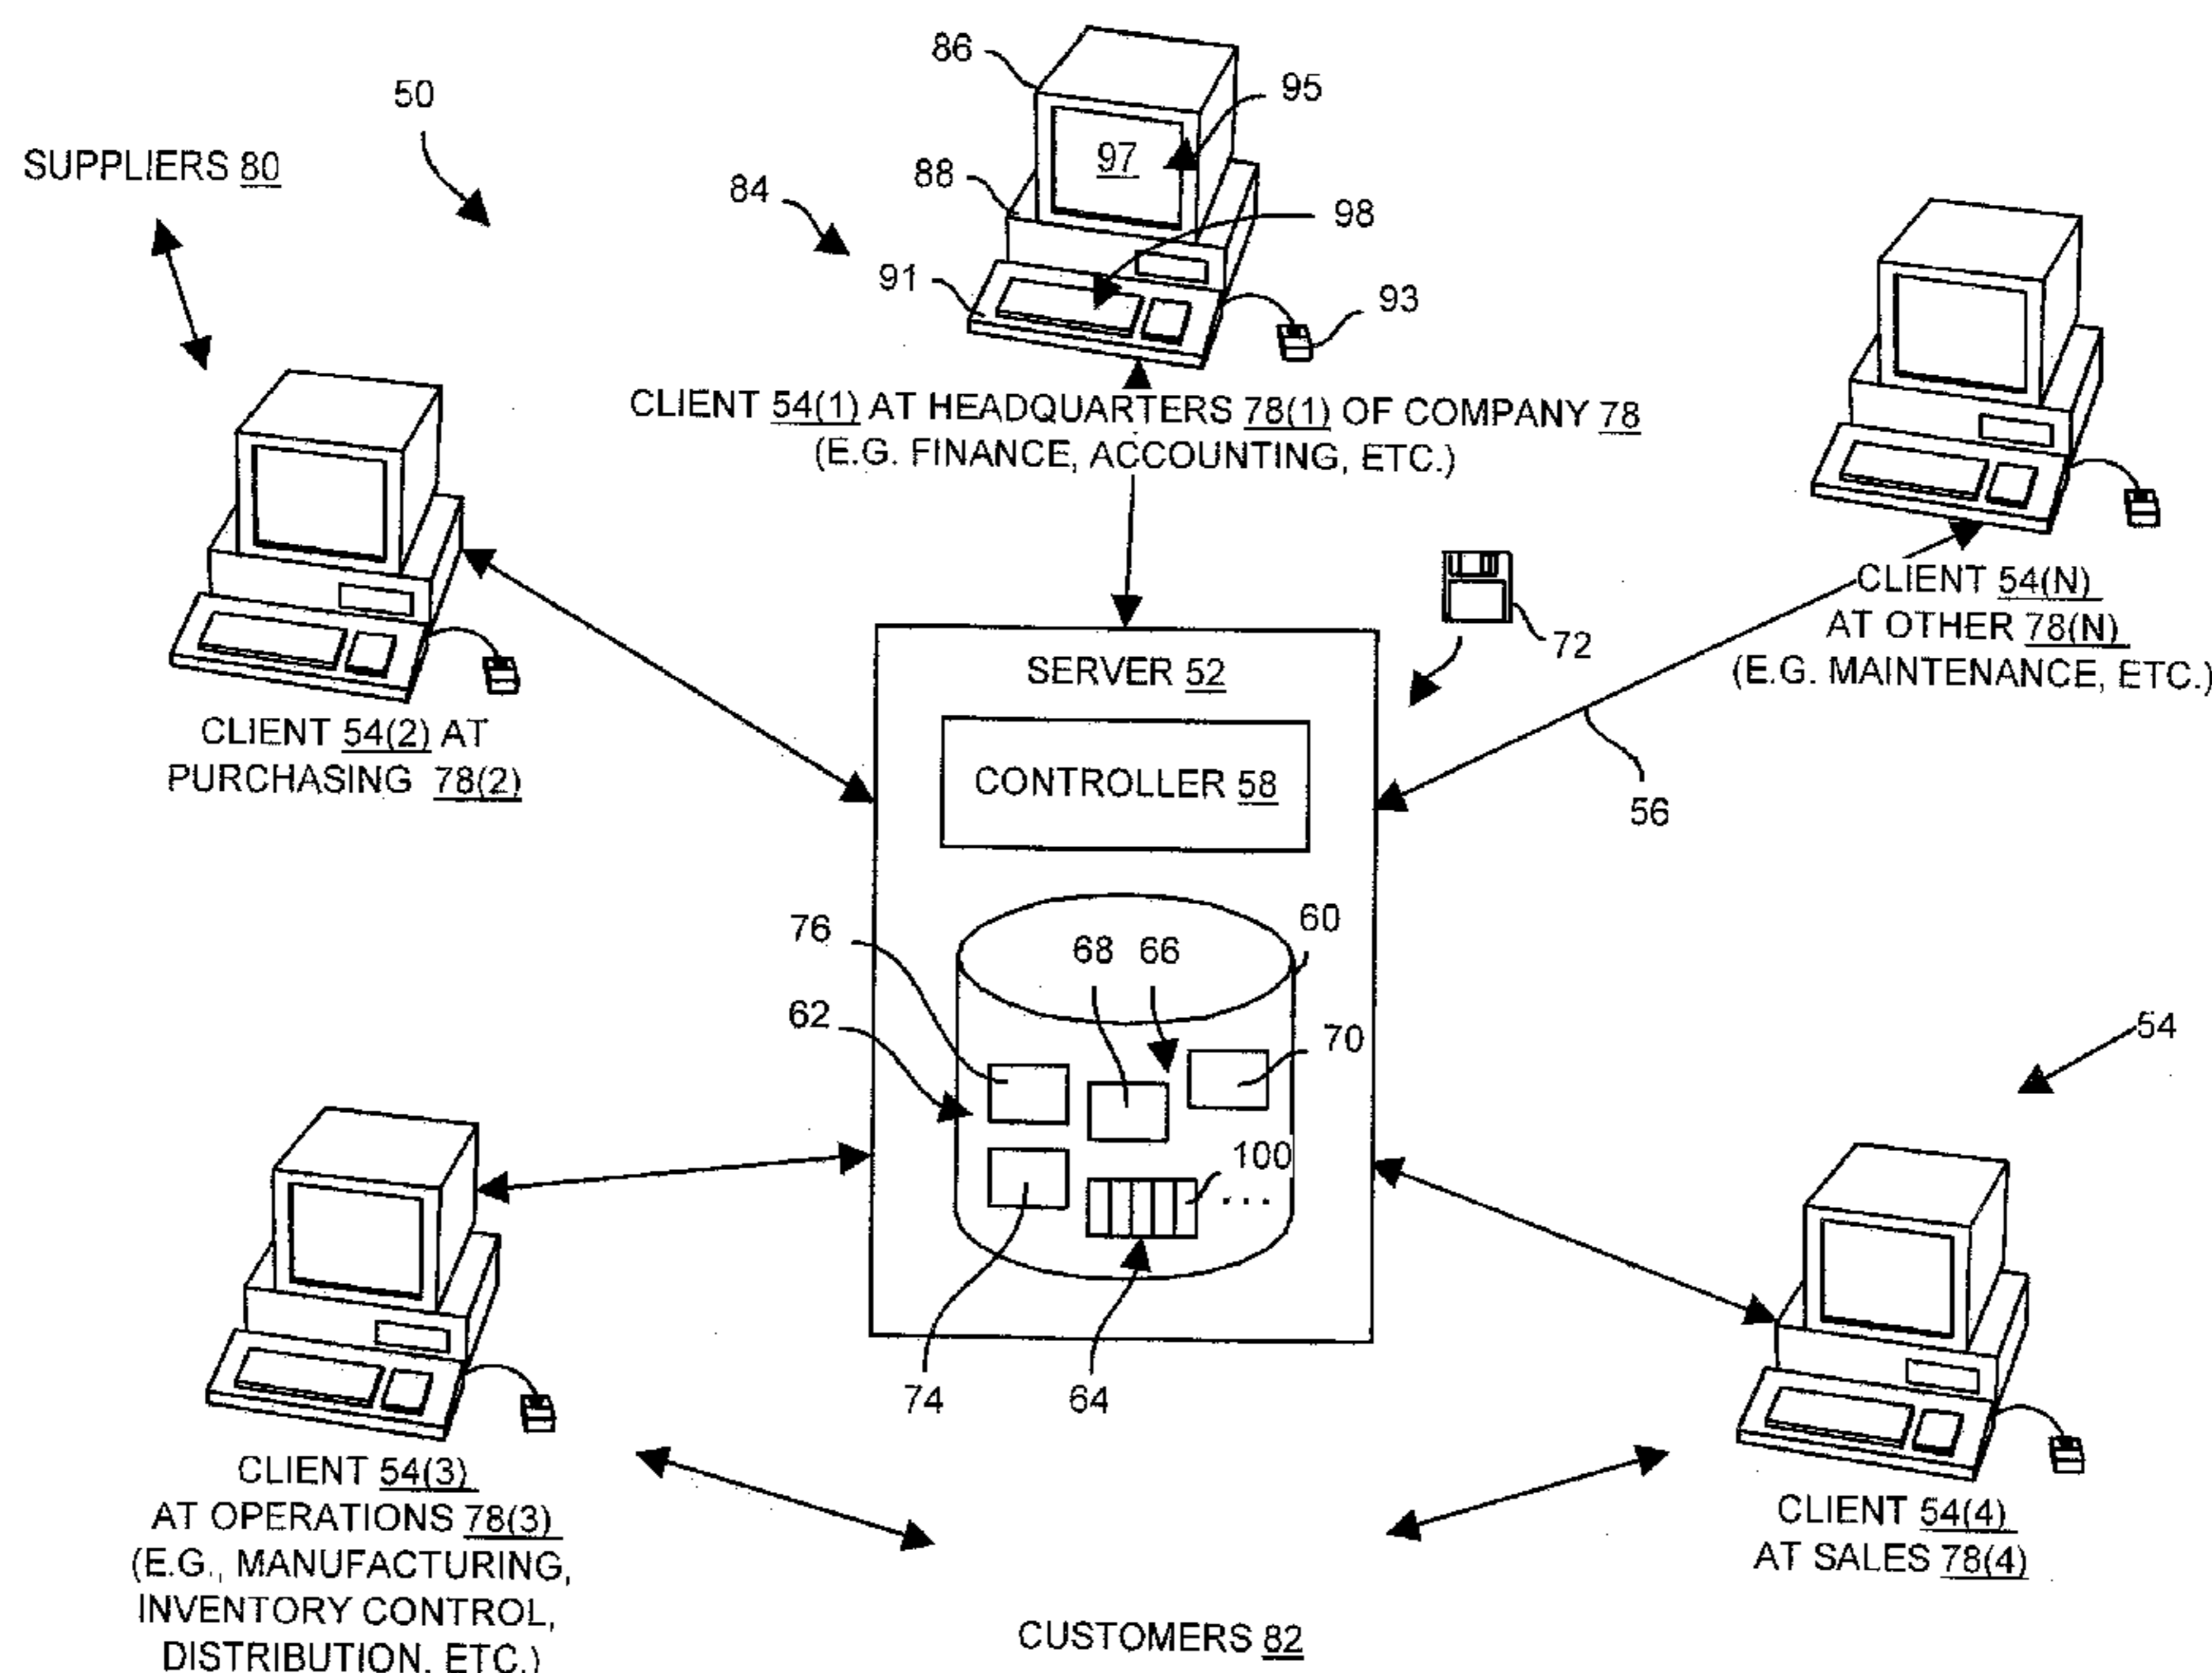 86
95
50
SUPPLIERS 80
97
88
84
98
91
93
CLIENT 54(1) AT HEADQUARTERS 78(1) OF COMPANY 78
(E.G. FINANCE, ACCOUNTING, ETC.)
CLIENT 54(N)
AT OTHER 78(N)
(E.G. MAINTENANCE, ETC.)
72
SERVER 52
CLIENT 54(2) AT
PURCHASING 78(2)
CONTROLLER 58
56
76
68 66
60
62
70
54
100
...
74
64
CLIENT 54(3)
AT OPERATIONS 78(3)
(E.G., MANUFACTURING,
INVENTORY CONTROL,
DISTRIBUTION, ETC.)
CLIENT 54(4)
AT SALES 78(4)
CUSTOMERS 82